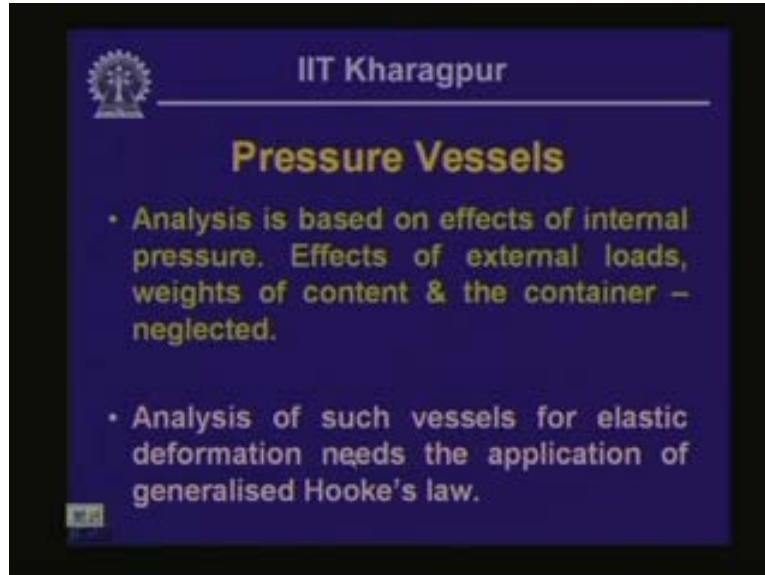 IIT Kharagpur
Pressure Vessels
• Analysis is based on effects of internal
pressure. Effects of external loads,
weights of content & the container –
neglected.
• Analysis of such vessels for elastic
deformation needs the application of
generalised Hooke's law.